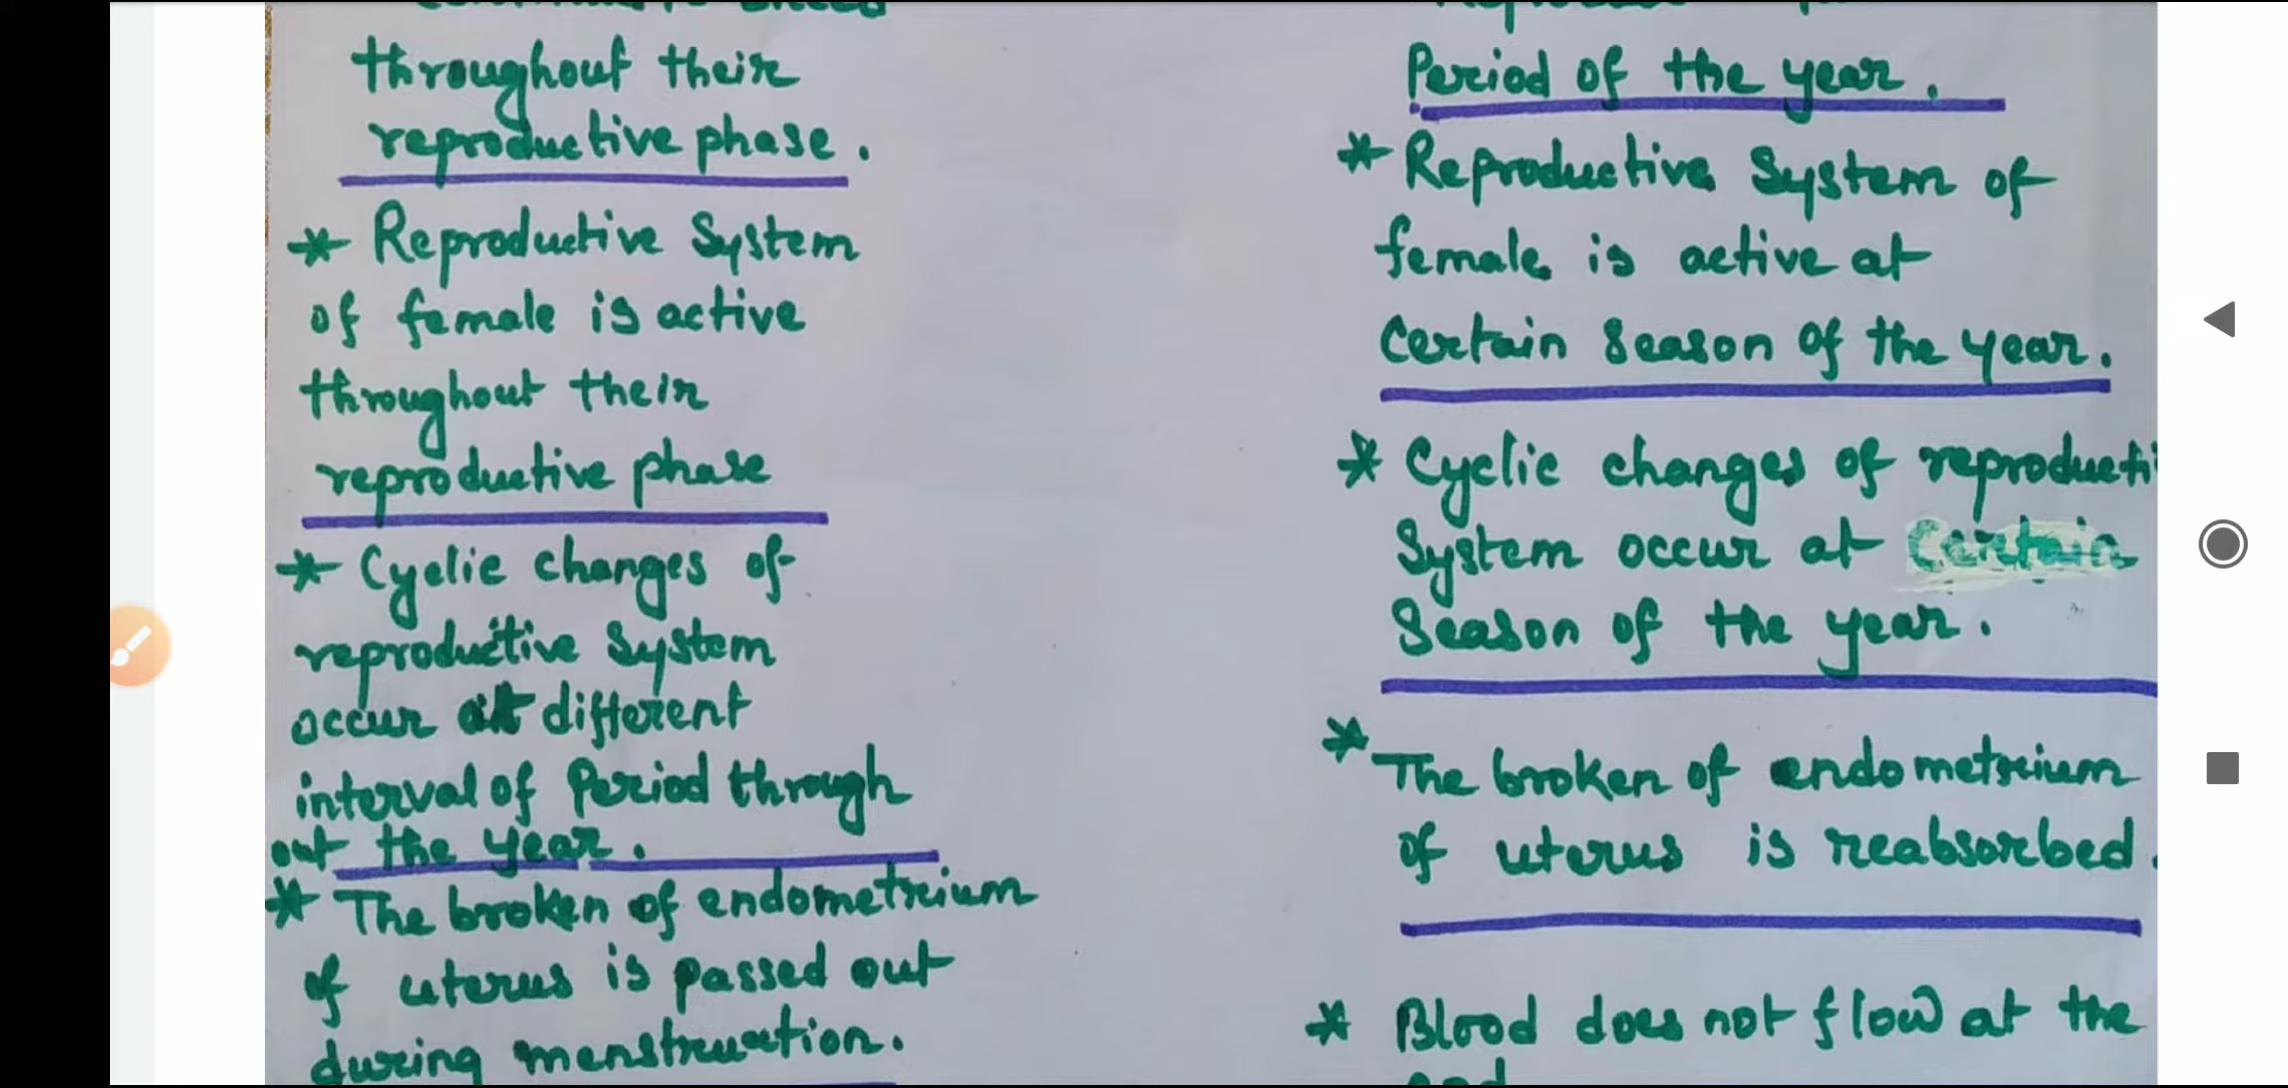 throughout their
reproductive phase.
* Reproductive System
of female is active
throughout their
reproductive phase
* Cyclic changes of
reproductive System
occur at different
interval of Period through
out the year.
* The broken of endometrium
of uterus is passed out
during menstruation.
Period of the year.
* Reproductive System of
female is active at
Certain Season of the year.
* Cyclic changes of reproducti
System occur at Certain
Season of the year.
* The broken of endometrium
of uterus is reabsorbed.
* Blood does not flow at the